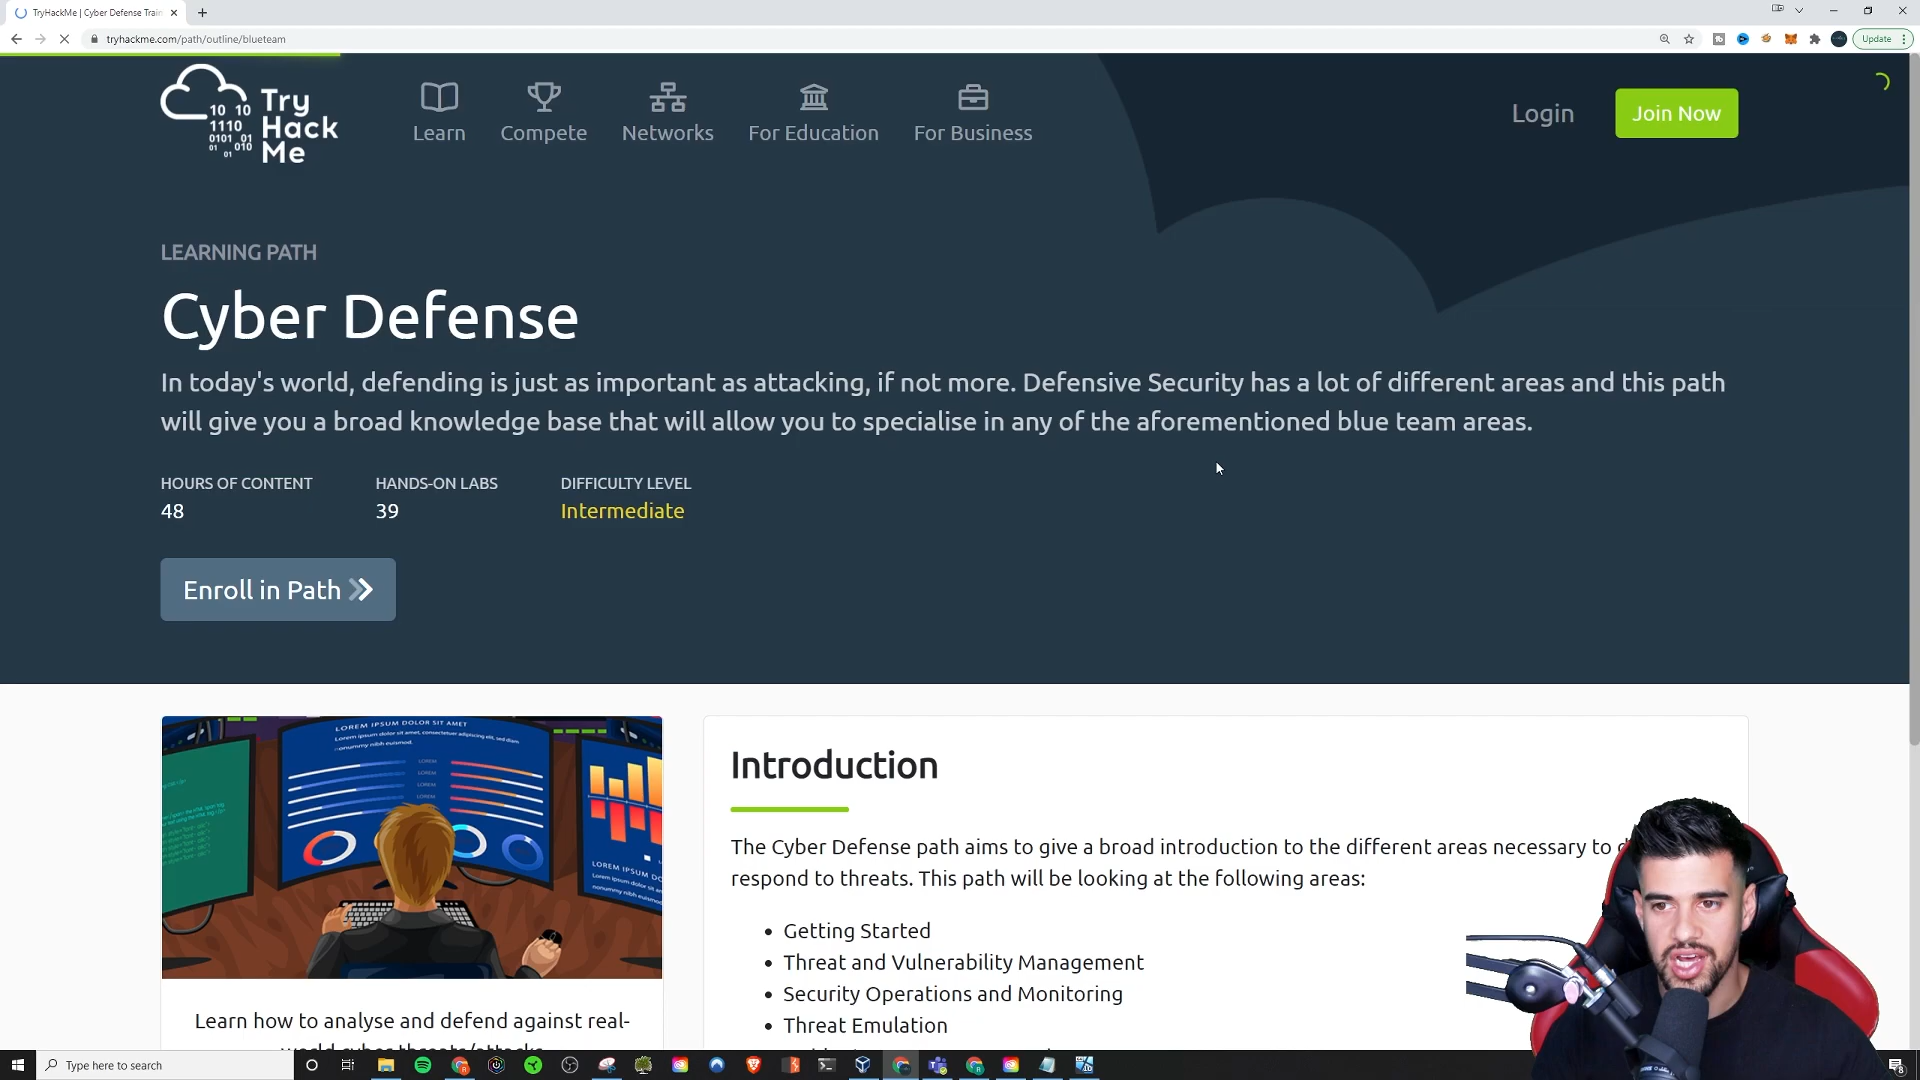 TryHackMe | Cyber Defense Train
tryhackme.com/path/outline/blueteam
Update
Try
Hack
Me
10 10
1110
0101 01
01 01 010
Learn
Compete
Networks
For Education
For Business
Login
Join Now
LEARNING PATH
Cyber Defense
In today's world, defending is just as important as attacking, if not more. Defensive Security has a lot of different areas and this path
will give you a broad knowledge base that will allow you to specialise in any of the aforementioned blue team areas.
HOURS OF CONTENT
48
HANDS-ON LABS
39
DIFFICULTY LEVEL
Intermediate
Enroll in Path
LOREM IPSUM DOLOR SIT AMET
Introduction
The Cyber Defense path aims to give a broad introduction to the different areas necessary to
respond to threats. This path will be looking at the following areas:
• Getting Started
• Threat and Vulnerability Management
• Security Operations and Monitoring
• Threat Emulation
Learn how to analyse and defend against real-
Type here to search